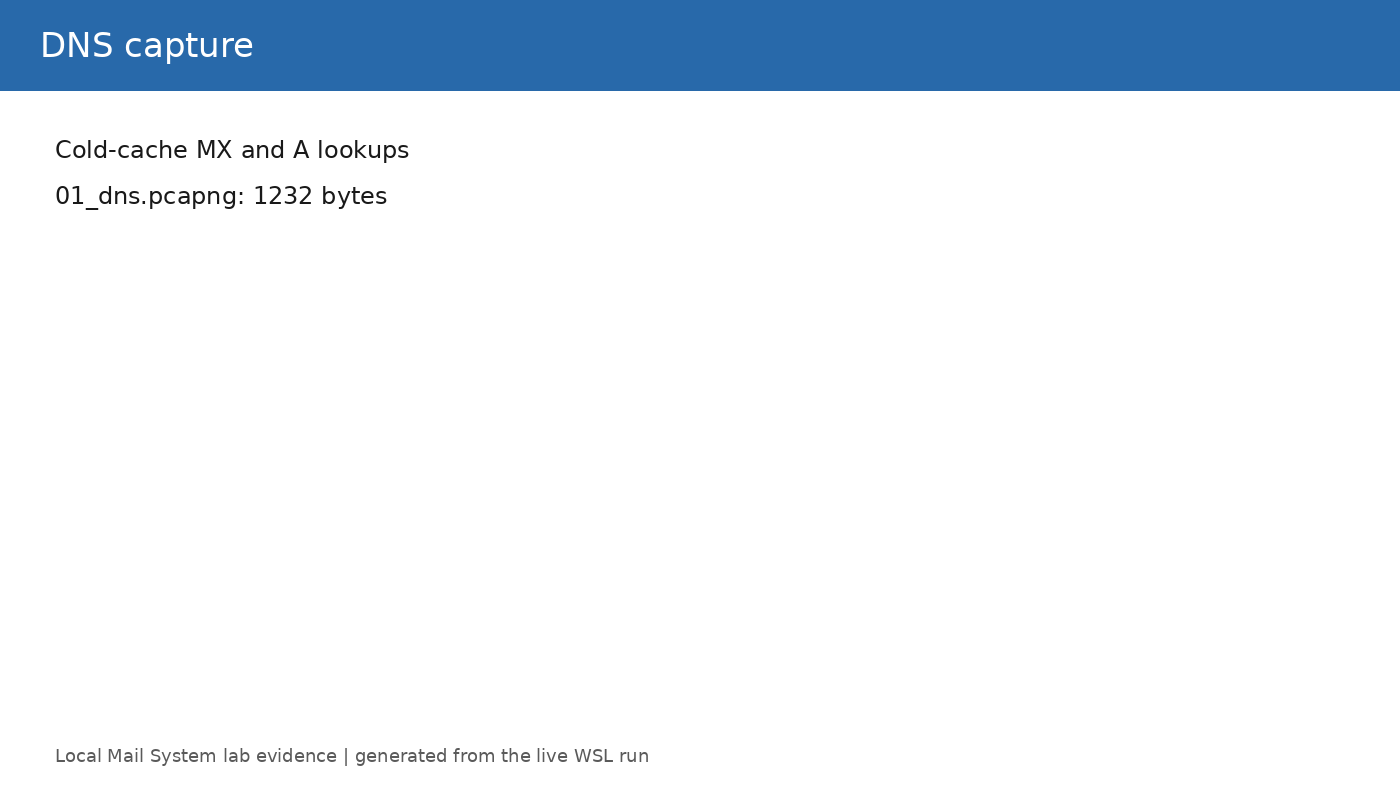 DNS capture
Cold-cache MX and A lookups
01_dns.pcapng: 1232 bytes
Local Mail System lab evidence | generated from the live WSL run